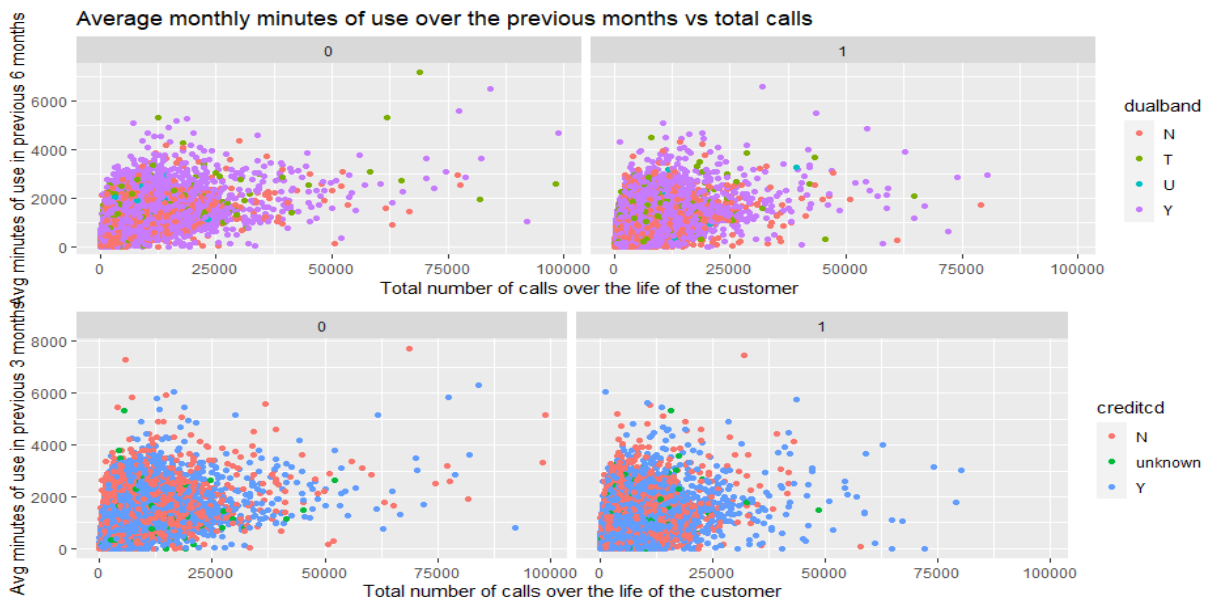 Average monthly minutes of use over the previous months vs total calls
Avg minutes of use in previous 6 months
0
1
6000
4000
2000
0
0 25000 50000 75000 100000
0 25000 50000 75000 100000
Total number of calls over the life of the customer
dualband
N
T
U
Y
Avg minutes of use in previous 3 months
0
1
8000
6000
4000
2000
0
0 25000 50000 75000 100000
0 25000 50000 75000 100000
Total number of calls over the life of the customer
creditcd
N
unknown
Y